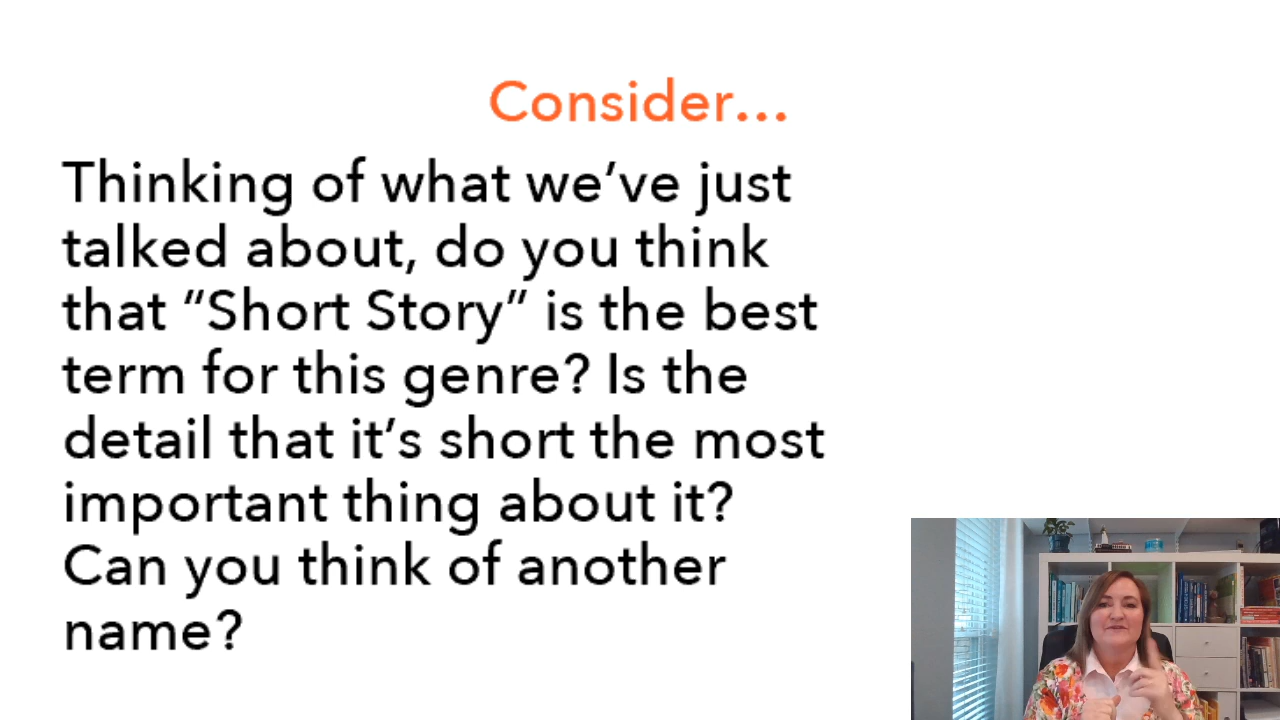 Consider...
Thinking of what we've just
talked about, do you think
that "Short Story" is the best
term for this genre? Is the
detail that it's short the most
important thing about it?
Can you think of another
name?